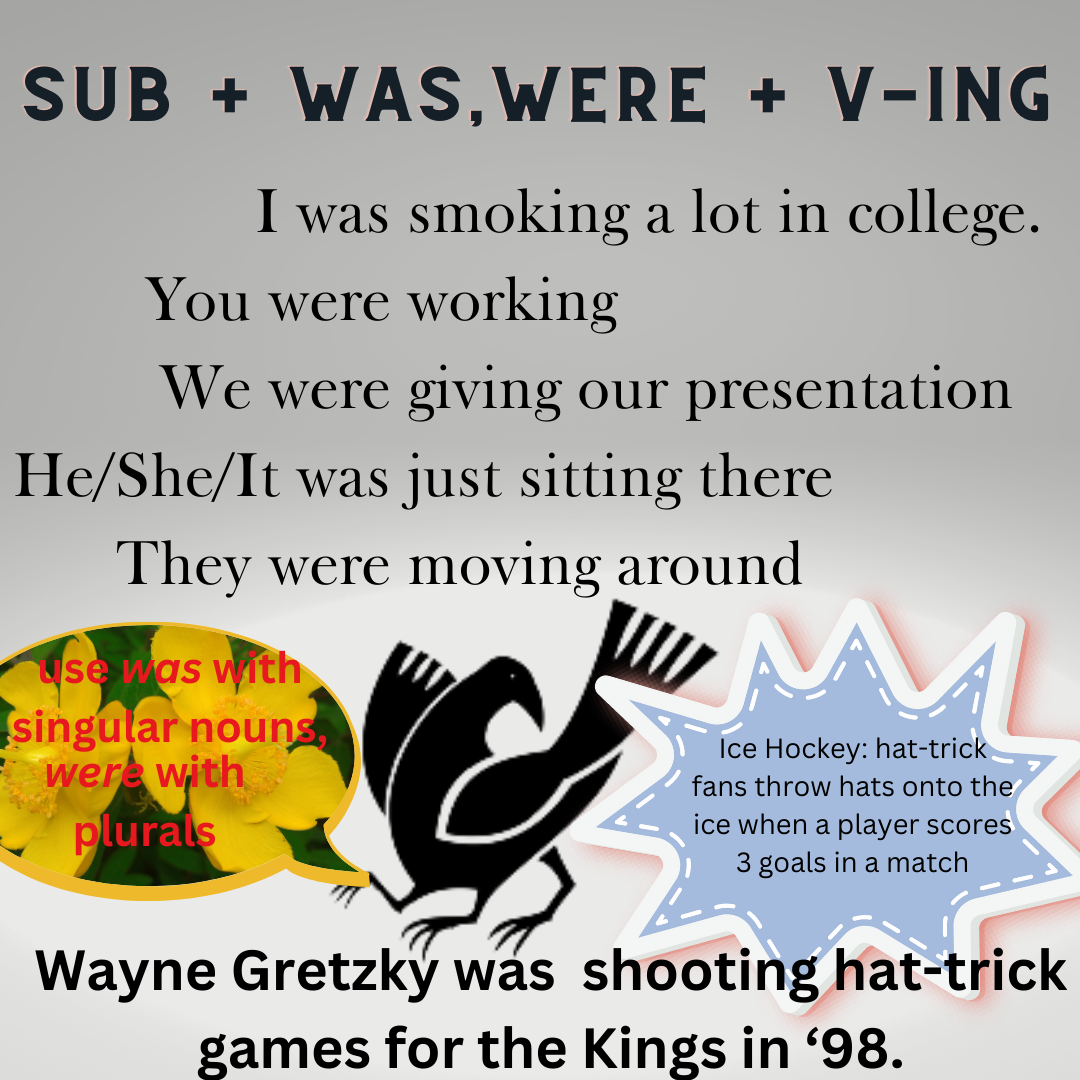 SUB + WAS,WERE + V-ING
I was smoking a lot in college.
You were working
We were giving our presentation
He/She/It was just sitting there
They were moving around
use was with
singular nouns,
were with
plurals
Ice Hockey: hat-trick
fans throw hats onto the
ice when a player scores
3 goals in a match
Wayne Gretzky was shooting hat-trick
games for the Kings in ‘98.